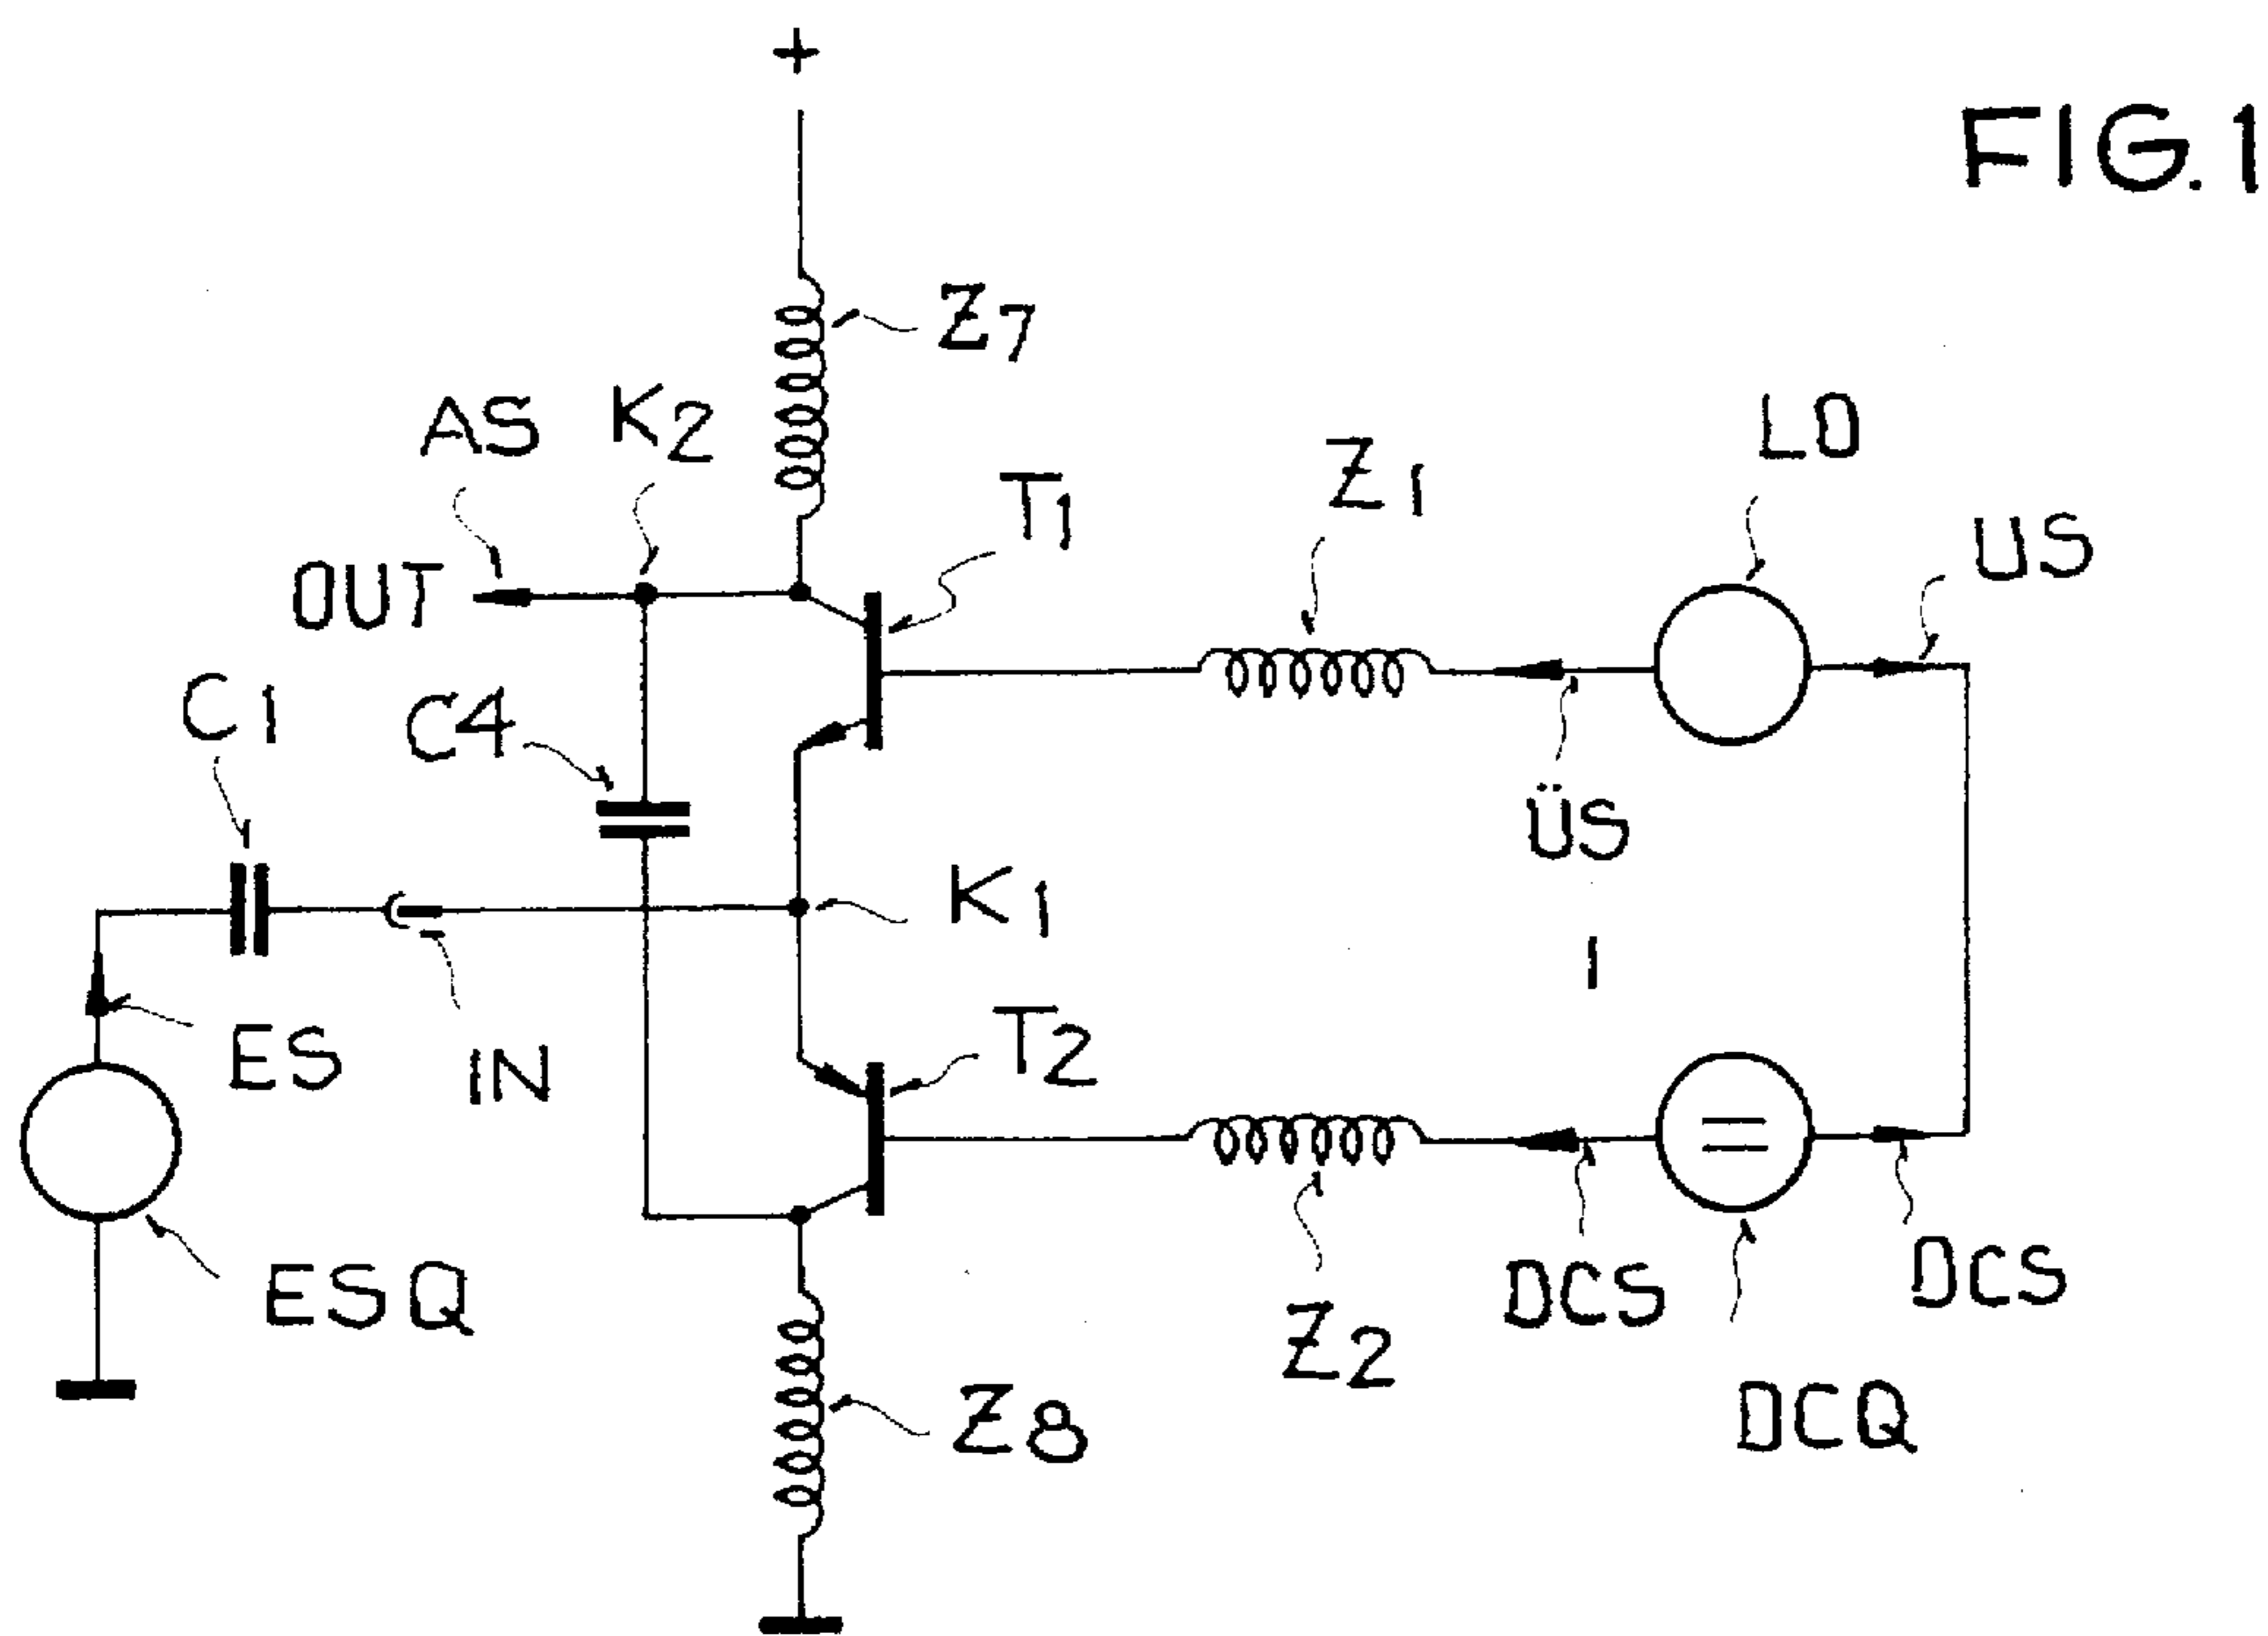 +
FIG.1
Z7
AS K2
LO
Z1
T1
US
OUT
C1
C4
ÜS
K1
I
T2
ES
IN
DCS
DCS
ESQ
Z2
DCQ
Z8